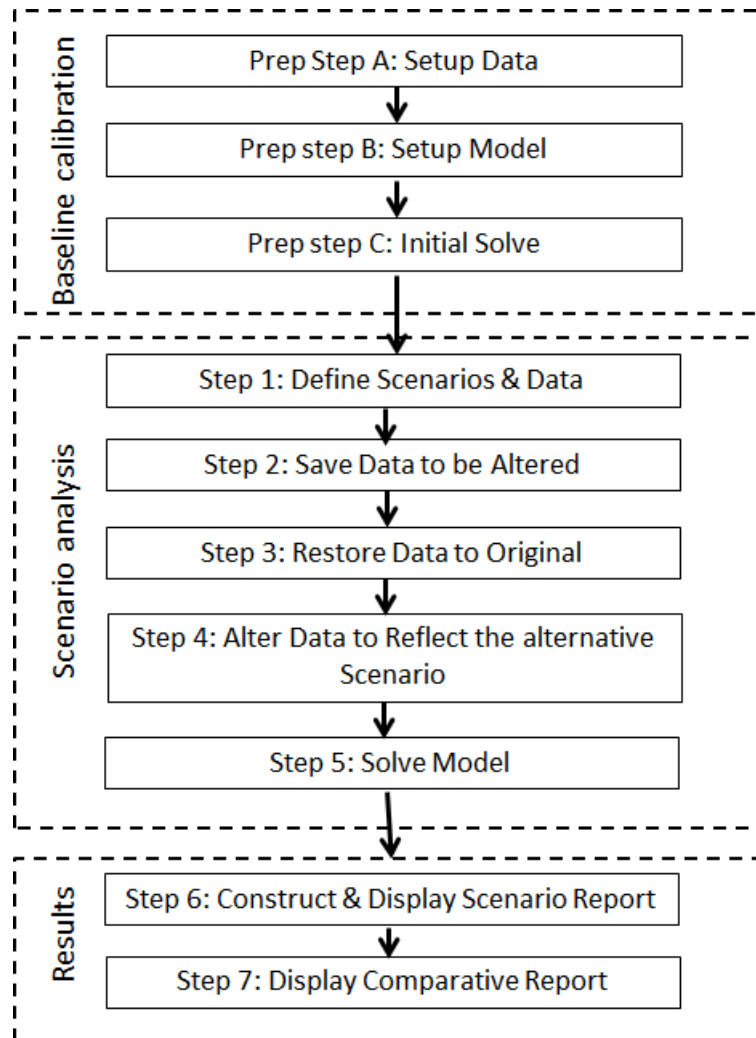 Baseline calibration
Prep Step A: Setup Data
Prep step B: Setup Model
Prep step C: Initial Solve
Scenario analysis
Step 1: Define Scenarios & Data
Step 2: Save Data to be Altered
Step 3: Restore Data to Original
Step 4: Alter Data to Reflect the alternative
Scenario
Step 5: Solve Model
Results
Step 6: Construct & Display Scenario Report
Step 7: Display Comparative Report